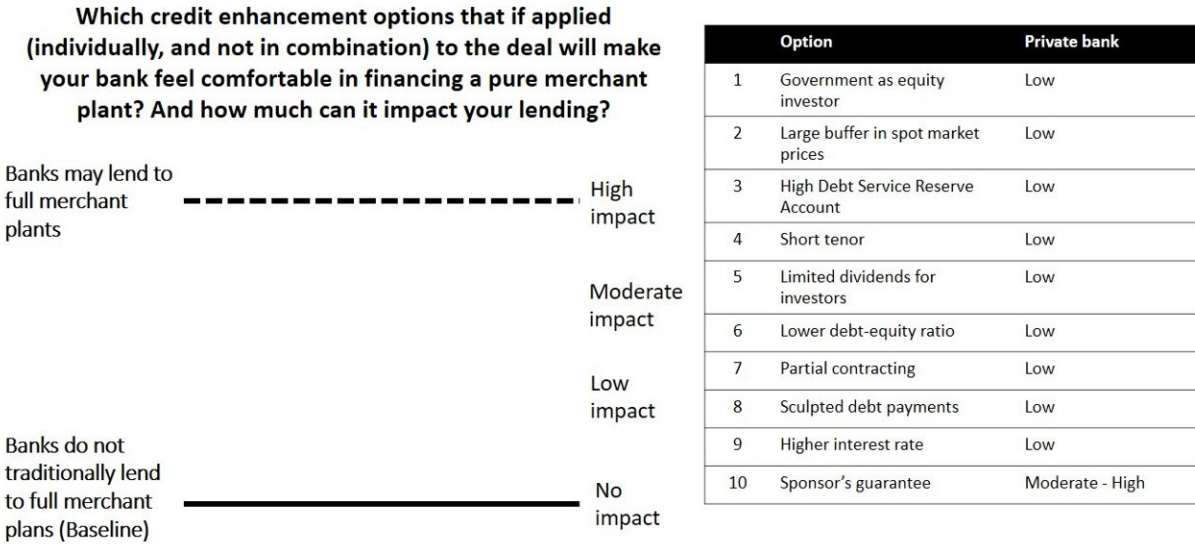 Which credit enhancement options that if applied
(individually, and not in combination) to the deal will make
your bank feel comfortable in financing a pure merchant
plant? And how much can it impact your lending?
Banks may lend to
full merchant
plants
High
impact
Moderate
impact
Low
impact
Banks do not
traditionally lend
to full merchant
plans (Baseline)
No
impact
Option Private bank
1 Government as equity Low
investor
2 Large buffer in spot market Low
prices
3 High Debt Service Reserve Low
Account
4 Short tenor Low
5 Limited dividends for Low
investors
6 Lower debt-equity ratio Low
7 Partial contracting Low
8 Sculpted debt payments Low
9 Higher interest rate Low
10 Sponsor's guarantee Moderate - High